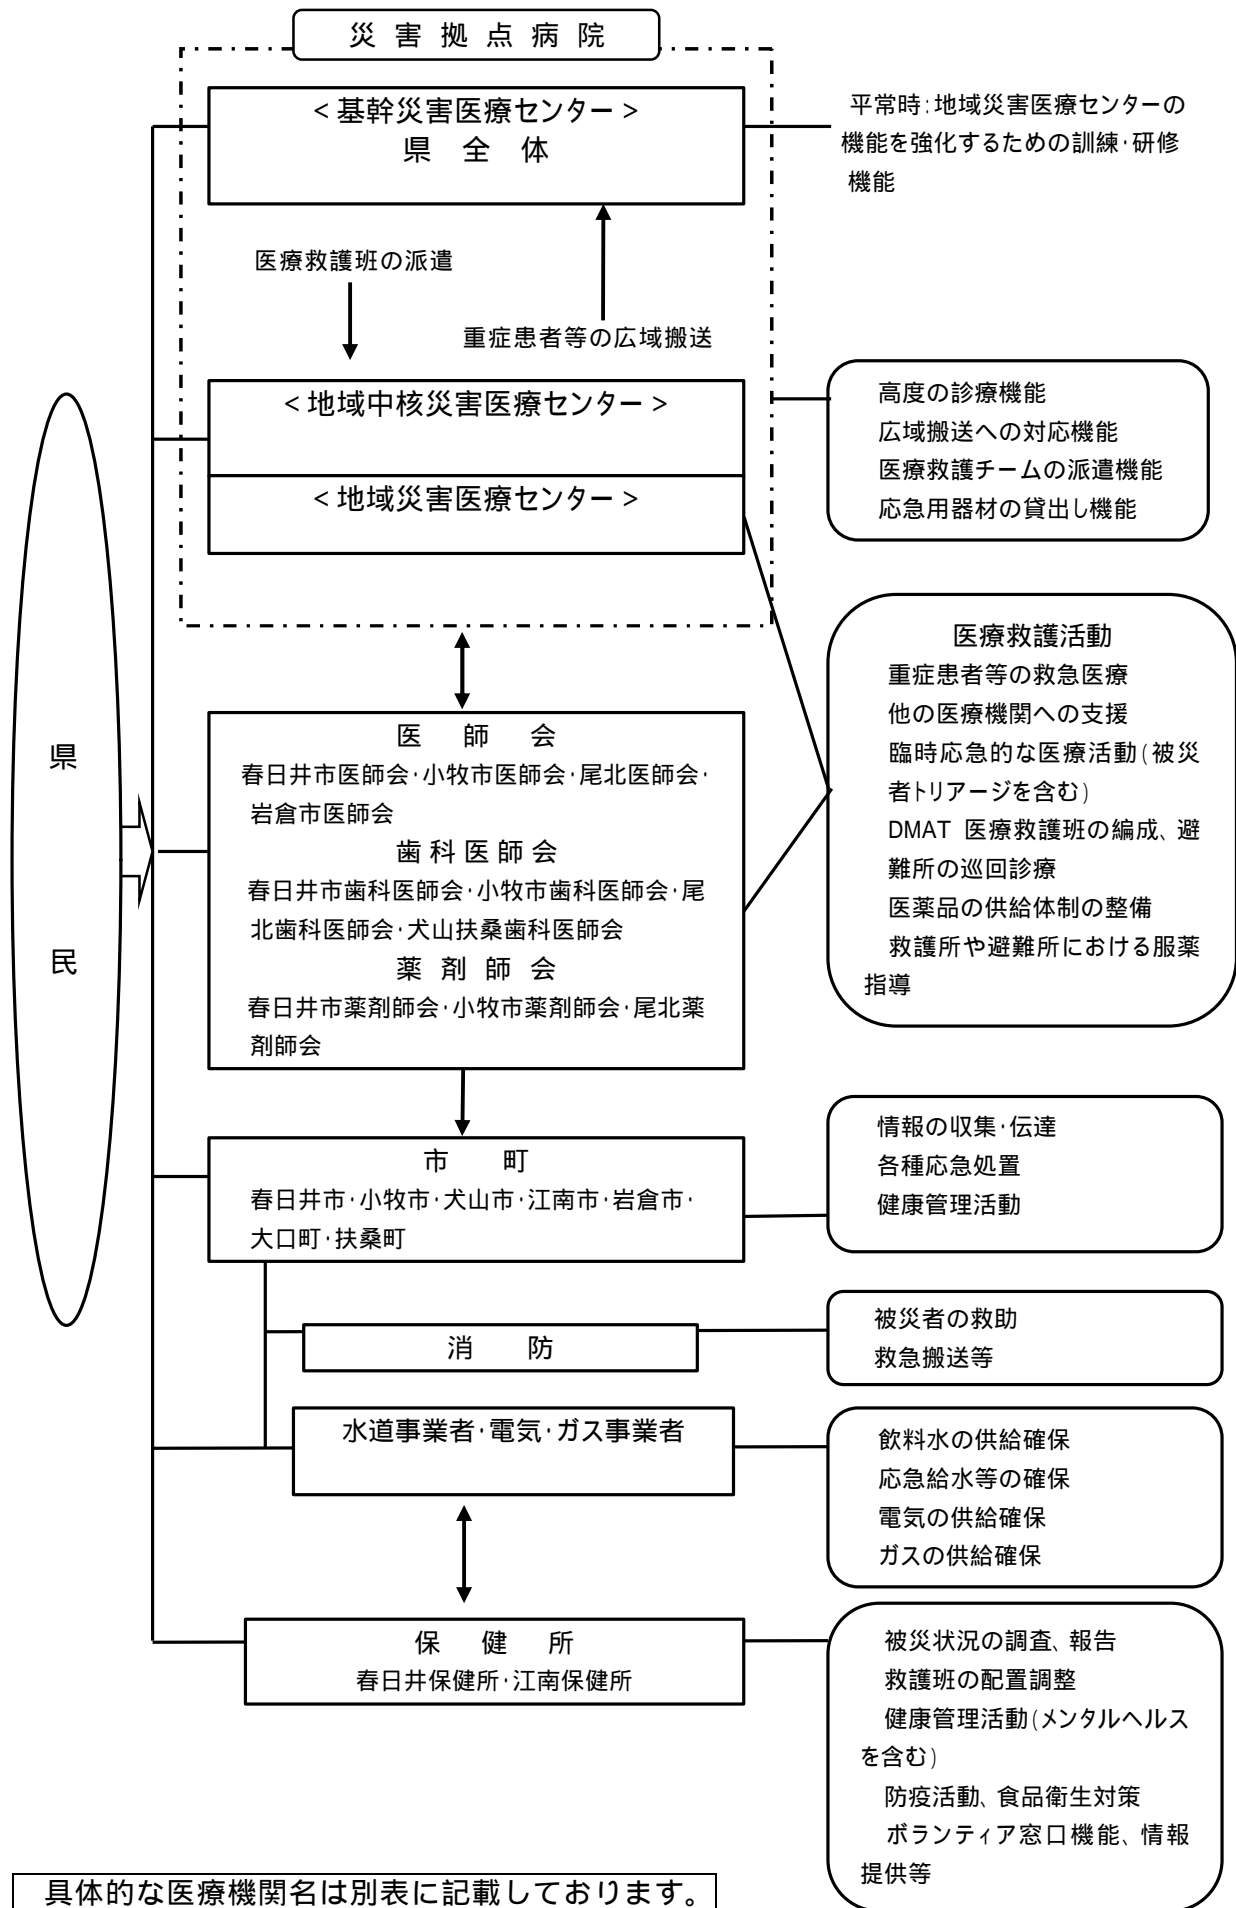 災害拠点病院
<基幹災害医療センター>
県全体
平常時:地域災害医療センターの
機能を強化するための訓練・研修
機能
医療救護班の派遣
重症患者等の広域搬送
<地域中核災害医療センター>
<地域災害医療センター>
高度の診療機能
広域搬送への対応機能
医療救護チームの派遣機能
応急用器材の貸出し機能
県民
医師会
春日井市医師会・小牧市医師会・尾北医師会・
岩倉市医師会
歯科医師会
春日井市歯科医師会・小牧市歯科医師会・尾
北歯科医師会・犬山扶桑歯科医師会
薬剤師会
春日井市薬剤師会・小牧市薬剤師会・尾北薬
剤師会
医療救護活動
重症患者等の救急医療
他の医療機関への支援
臨時応急的な医療活動(被災
者トリアージを含む)
DMAT 医療救護班の編成、避
難所の巡回診療
医薬品の供給体制の整備
救護所や避難所における服薬
指導
市町
春日井市・小牧市・犬山市・江南市・岩倉市・
大口町・扶桑町
情報の収集・伝達
各種応急処置
健康管理活動
消防
被災者の救助
救急搬送等
水道事業者・電気・ガス事業者
飲料水の供給確保
応急給水等の確保
電気の供給確保
ガスの供給確保
保健所
春日井保健所・江南保健所
被災状況の調査、報告
救護班の配置調整
健康管理活動(メンタルヘルス
を含む)
防疫活動、食品衛生対策
ボランティア窓口機能、情報
提供等
具体的な医療機関名は別表に記載しております。